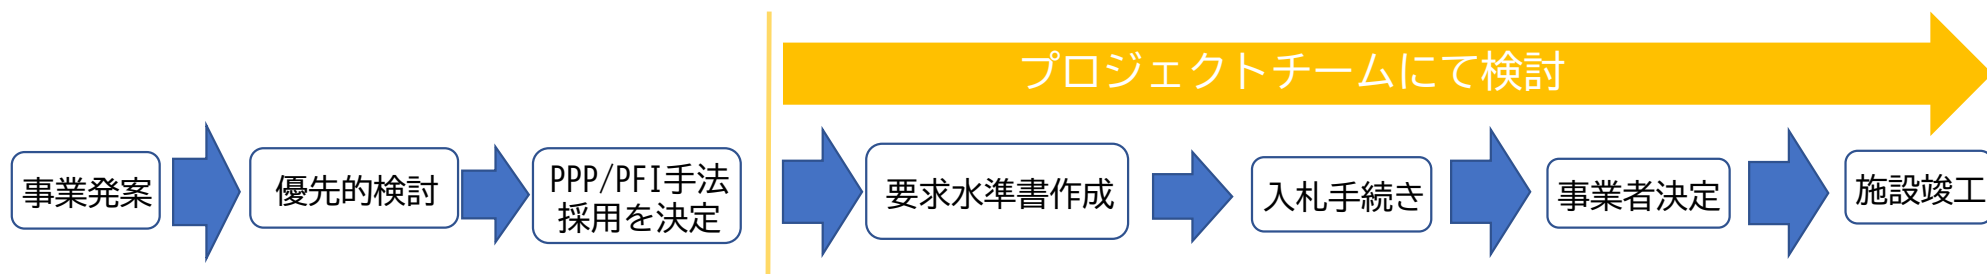 プロジェクトチームにて検討
事業発案
優先的検討
PPP/PFI手法
採用を決定
要求水準書作成
入札手続き
事業者決定
施設竣工